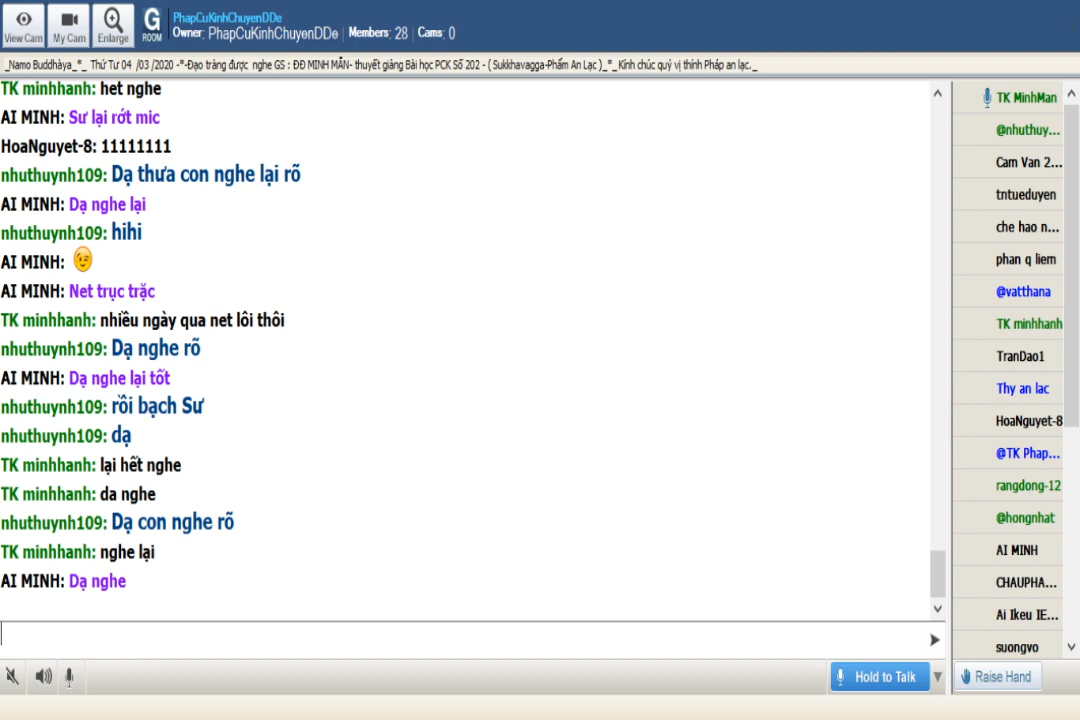 View Cam
My Cam
Enlarge
G
ROOM
PhapCuKinhChuyenDDe
Owner: PhapCuKinhChuyenDDe Members: 28 Cams: 0
_Namo Buddhàya_*_ Thứ Tư 04 /03 /2020 -*-Đạo tràng được nghe GS : ĐĐ MINH MẪN- thuyết giảng Bài học PCK Số 202 - ( Sukkhavagga-Phẩm An Lạc )_*_Kính chúc quý vị thính Pháp an lạc._
TK minhhanh: het nghe
AI MINH: Sư lại rớt mic
HoaNguyet-8: 11111111
nhuthuynh109: Dạ thưa con nghe lại rõ
AI MINH: Dạ nghe lại
nhuthuynh109: hihi
AI MINH:
AI MINH: Net trục trặc
TK minhhanh: nhiều ngày qua net lôi thôi
nhuthuynh109: Dạ nghe rõ
AI MINH: Dạ nghe lại tốt
nhuthuynh109: rồi bạch Sư
nhuthuynh109: dạ
TK minhhanh: lại hết nghe
TK minhhanh: da nghe
nhuthuynh109: Dạ con nghe rõ
TK minhhanh: nghe lại
AI MINH: Dạ nghe
TK MinhMan
@nhuthuy...
Cam Van 2...
tntueduyen
che hao n...
phan q liem
@vatthana
TK minhhanh
TranDao1
Thy an lac
HoaNguyet-8
@TK Phap...
rangdong-12
@hongnhat
AI MINH
CHAUPHA...
Ai Ikeu IE...
suongvo
Hold to Talk
Raise Hand